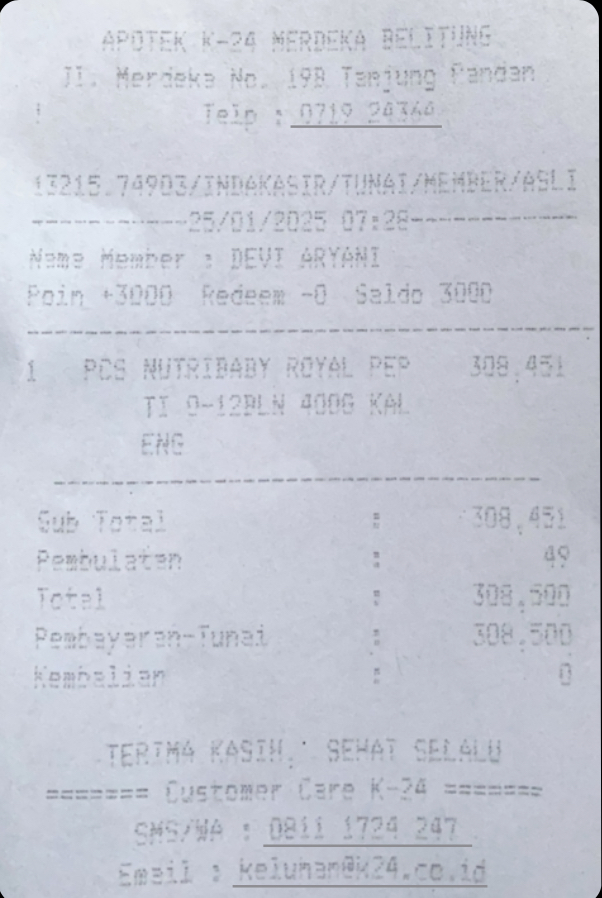 APOTEK K-24 MERDEKA BELITUNG
Jl. Merdeka No. 19B Tanjung Pandan
Telp : 0719 24364
13215.74903/INDAKASIR/TUNAI/MEMBER/ASLI
------------25/01/2025 07:28-------------
Nama Member : DEVI ARYANI
Poin +3000 Redeem -0 Saldo 3000
1 PCS NUTRIBABY ROYAL PEP 308,451
TI 0-12BLN 400G KAL
ENG
Sub Total : 308,451
Pembulatan : 49
Total : 308,500
Pembayaran-Tunai : 308,500
Kembalian : 0
TERIMA KASIH, SEHAT SELALU
======= Customer Care K-24 =======
SMS/WA : 0811 1724 247
Email : keluhan@k24.co.id